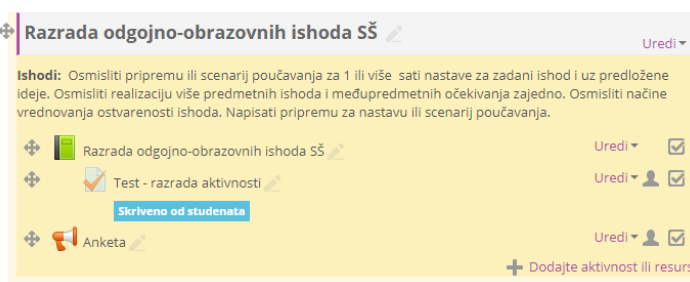 Razrada odgojno-obrazovnih ishoda SŠ
Uredi
Ishodi: Osmisliti pripremu ili scenarij poučavanja za 1 ili više sati nastave za zadani ishod i uz predložene
ideje. Osmisliti realizaciju više predmetnih ishoda i međupredmetnih očekivanja zajedno. Osmisliti načine
vrednovanja ostvarenosti ishoda. Napisati pripremu za nastavu ili scenarij poučavanja.
Razrada odgojno-obrazovnih ishoda SŠ Uredi
Test - razrada aktivnosti Uredi
Skriveno od studenata
Anketa Uredi
Dodajte aktivnost ili resurs